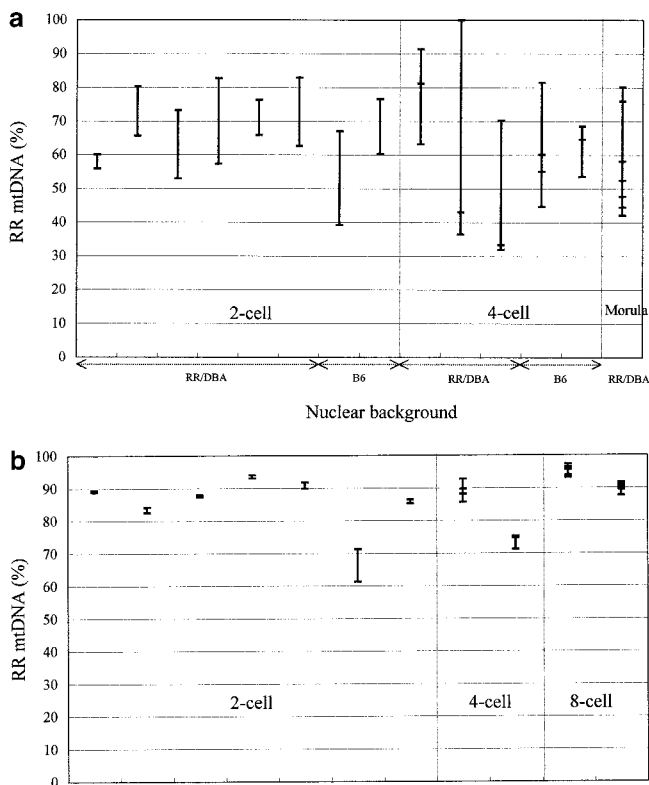 a
RR mtDNA (%)
100
90
80
70
60
50
40
30
20
10
0
2-cell
4-cell
Morula
RR/DBA
B6
RR/DBA
B6
RR/DBA
Nuclear background
b
RR mtDNA (%)
100
90
80
70
60
50
40
30
20
10
0
2-cell
4-cell
8-cell